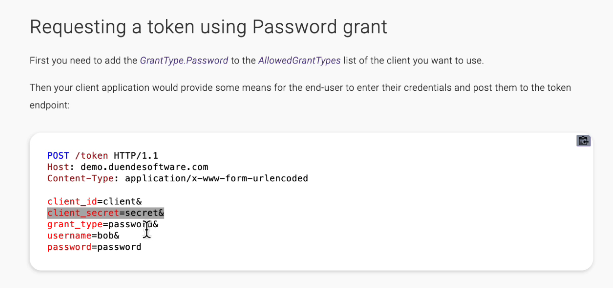 Requesting a token using Password grant
First you need to add the GrantType.Password to the AllowedGrantTypes list of the client you want to use.
Then your client application would provide some means for the end-user to enter their credentials and post them to the token
endpoint:
POST /token HTTP/1.1
Host: demo.duendesoftware.com
Content-Type: application/x-www-form-urlencoded
client_id=client&
client_secret=secret&
grant_type=password&
username=bob&
password=password